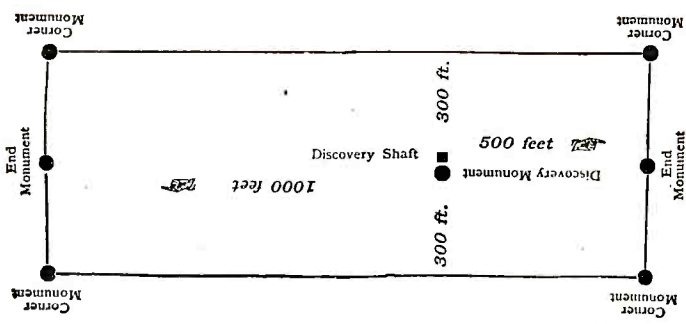 Corner
Monument
Corner
Monument
300 ft.
500 feet
Discovery Shaft
End
Monument
End
Monument
Discovery Monument
1000 feet
300 ft.
Corner
Monument
Corner
Monument